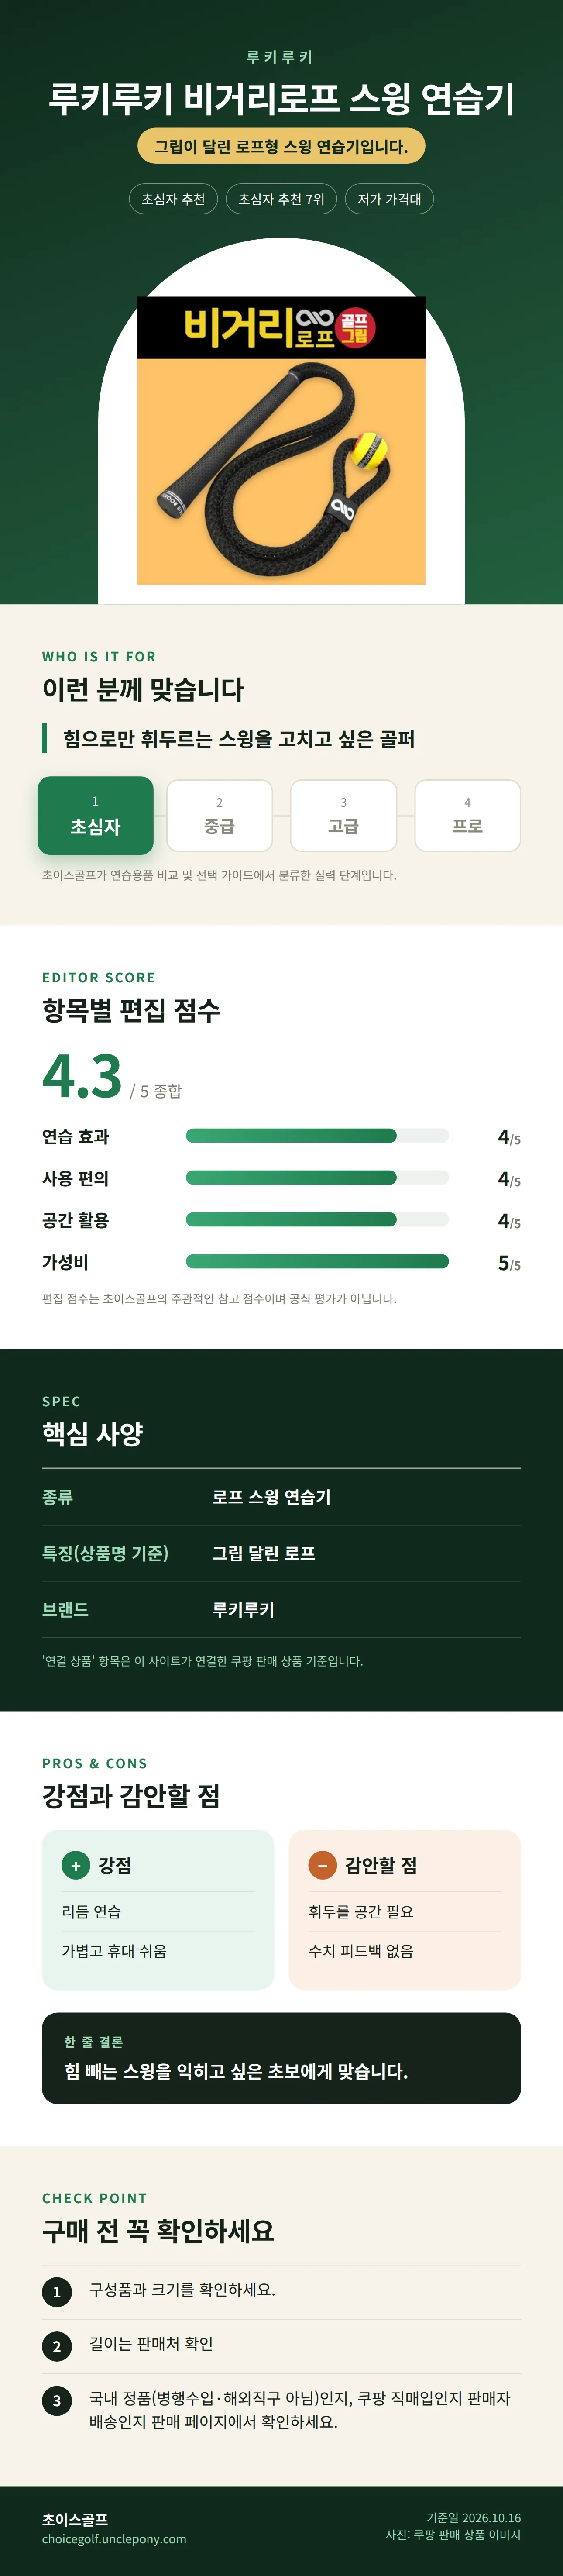 루키루키
루키루키 비거리로프 스윙 연습기
그립이 달린 로프형 스윙 연습기입니다.
초심자 추천
초심자 추천 7위
저가 가격대
비거리 로프 골프 그립
WHO IS IT FOR
이런 분께 맞습니다
힘으로만 휘두르는 스윙을 고치고 싶은 골퍼
1
초심자
2
중급
3
고급
4
프로
초이스골프가 연습용품 비교 및 선택 가이드에서 분류한 실력 단계입니다.
EDITOR SCORE
항목별 편집 점수
4.3 / 5 종합
연습 효과 4/5
사용 편의 4/5
공간 활용 4/5
가성비 5/5
편집 점수는 초이스골프의 주관적인 참고 점수이며 공식 평가가 아닙니다.
SPEC
핵심 사양
종류 로프 스윙 연습기
특징(상품명 기준) 그립 달린 로프
브랜드 루키루키
'연결 상품' 항목은 이 사이트가 연결한 쿠팡 판매 상품 기준입니다.
PROS & CONS
강점과 감안할 점
+ 강점
리듬 연습
가볍고 휴대 쉬움
− 감안할 점
휘두를 공간 필요
수치 피드백 없음
한 줄 결론
힘 빼는 스윙을 익히고 싶은 초보에게 맞습니다.
CHECK POINT
구매 전 꼭 확인하세요
1 구성품과 크기를 확인하세요.
2 길이는 판매처 확인
3 국내 정품(병행수입·해외직구 아님)인지, 쿠팡 직매입인지 판매자
배송인지 판매 페이지에서 확인하세요.
초이스골프
choicegolf.unclepony.com
기준일 2026.10.16
사진: 쿠팡 판매 상품 이미지